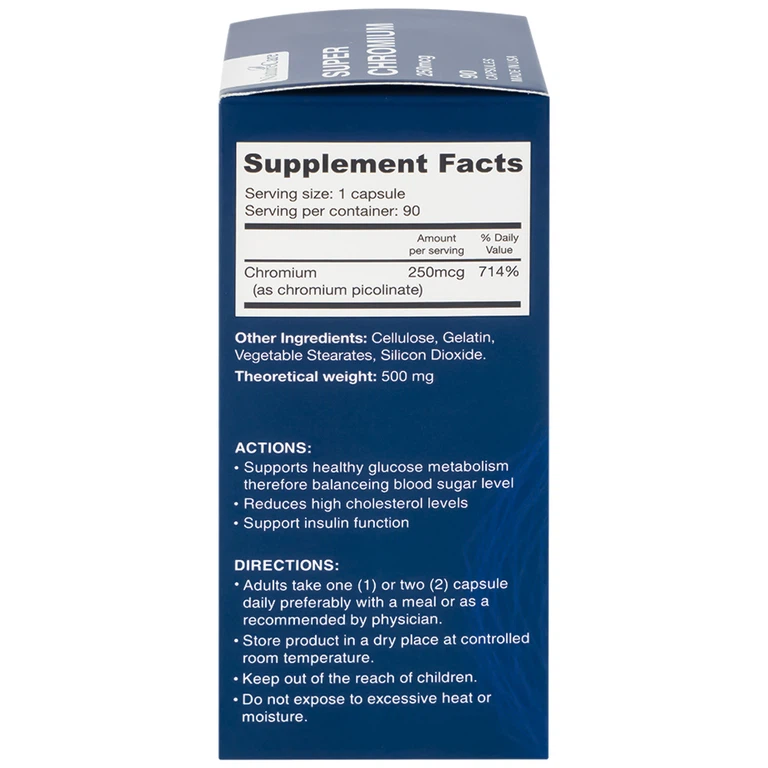 SUPER
CHROMIUM
250mcg
90
CAPSULES
MADE IN USA
Supplement Facts
Serving size: 1 capsule
Serving per container: 90
Amount per serving
% Daily Value
Chromium 250mcg 714%
(as chromium picolinate)
Other Ingredients: Cellulose, Gelatin,
Vegetable Stearates, Silicon Dioxide.
Theoretical weight: 500 mg
ACTIONS:
• Supports healthy glucose metabolism
therefore balanceing blood sugar level
• Reduces high cholesterol levels
• Support insulin function
DIRECTIONS:
• Adults take one (1) or two (2) capsule
daily preferably with a meal or as a
recommended by physician.
• Store product in a dry place at controlled
room temperature.
• Keep out of the reach of children.
• Do not expose to excessive heat or
moisture.